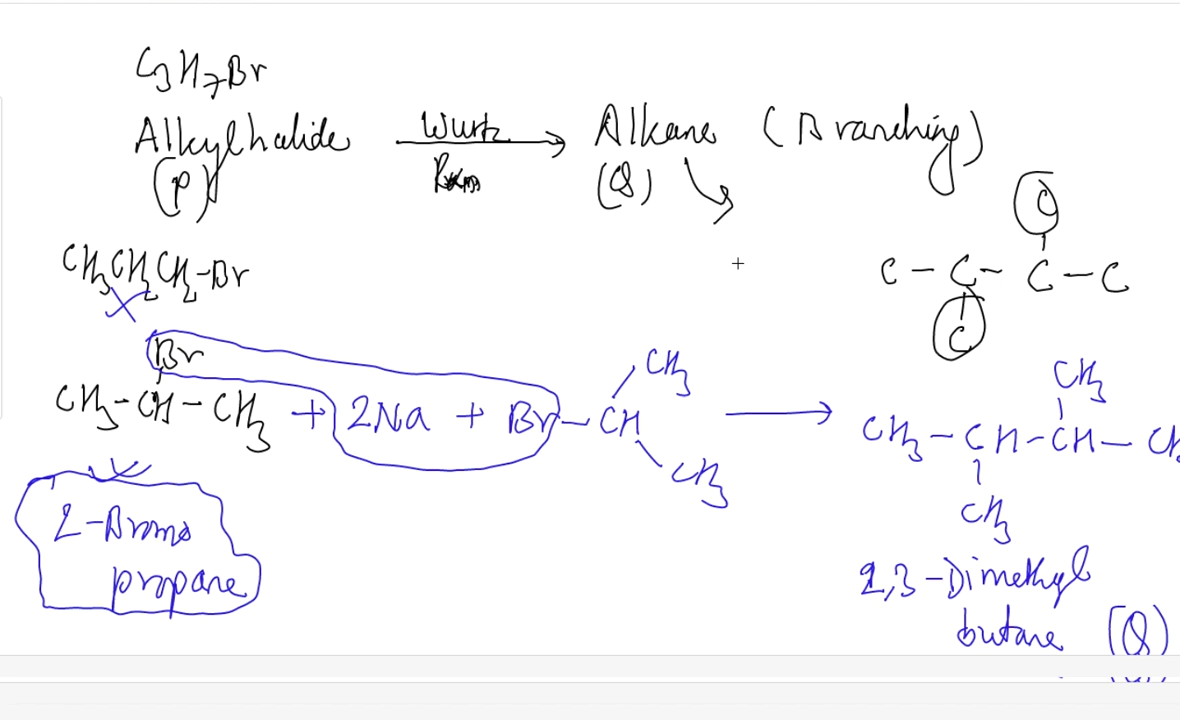 C3H7Br
Alkylhalide Wurtz Rxn Alkane (Branching)
(P) (Q)
C
CH3CH2CH2-Br C - C - C - C
C
Br CH3 CH3
CH3-CH-CH3 + 2Na + Br-CH → CH3-CH-CH-CH
CH3 CH3
2-Bromo
propane
2,3-Dimethyl
butane (Q)